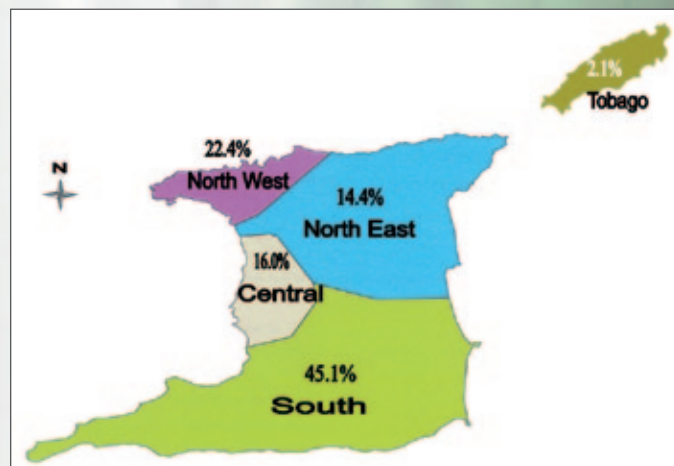 2.1%
Tobago
22.4%
North West
N
14.4%
North East
16.0%
Central
45.1%
South